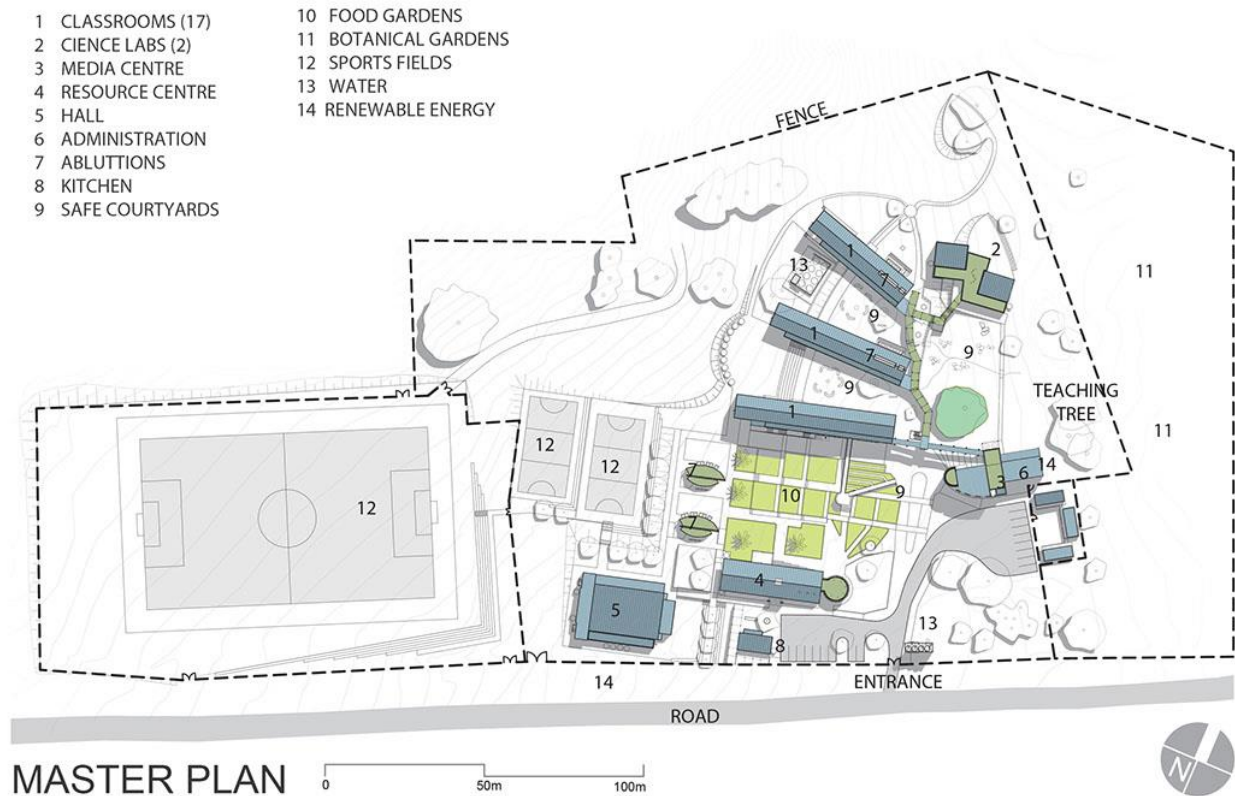 1 CLASSROOMS (17)
2 CIENCE LABS (2)
3 MEDIA CENTRE
4 RESOURCE CENTRE
5 HALL
6 ADMINISTRATION
7 ABLUTTIONS
8 KITCHEN
9 SAFE COURTYARDS
10 FOOD GARDENS
11 BOTANICAL GARDENS
12 SPORTS FIELDS
13 WATER
14 RENEWABLE ENERGY
FENCE
1
2
13
7
11
9
1
7
9
9
TEACHING
TREE
1
11
12
12
7
10
9
3
6
14
12
7
4
5
13
8
14
ENTRANCE
ROAD
MASTER PLAN
0
50m
100m
N